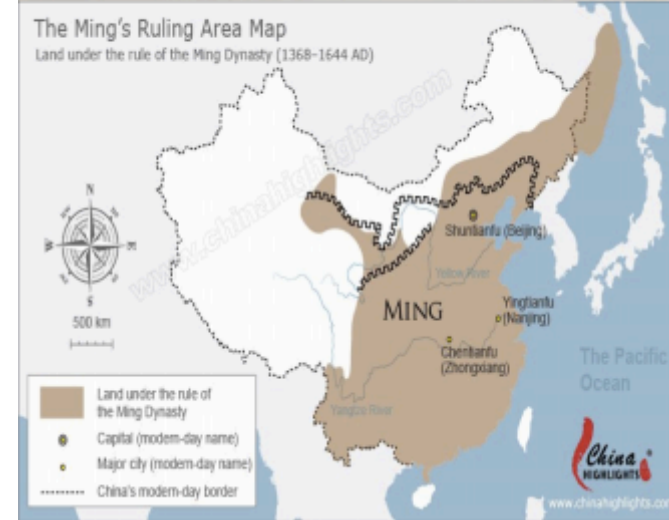 The Ming's Ruling Area Map
Land under the rule of the Ming Dynasty (1368–1644 AD)
www.chinahighlights.com
N
W
S
500 km
Shuntianfu (Beijing)
Yellow River
MING
Yingtianfu
(Nanjing)
Chentianfu
(Zhongxiang)
The Pacific
Ocean
Yangtze River
Land under the rule of
the Ming Dynasty
Capital (modern-day name)
Major city (modern-day name)
China's modern-day border
China
HIGHLIGHTS
www.chinahighlights.com